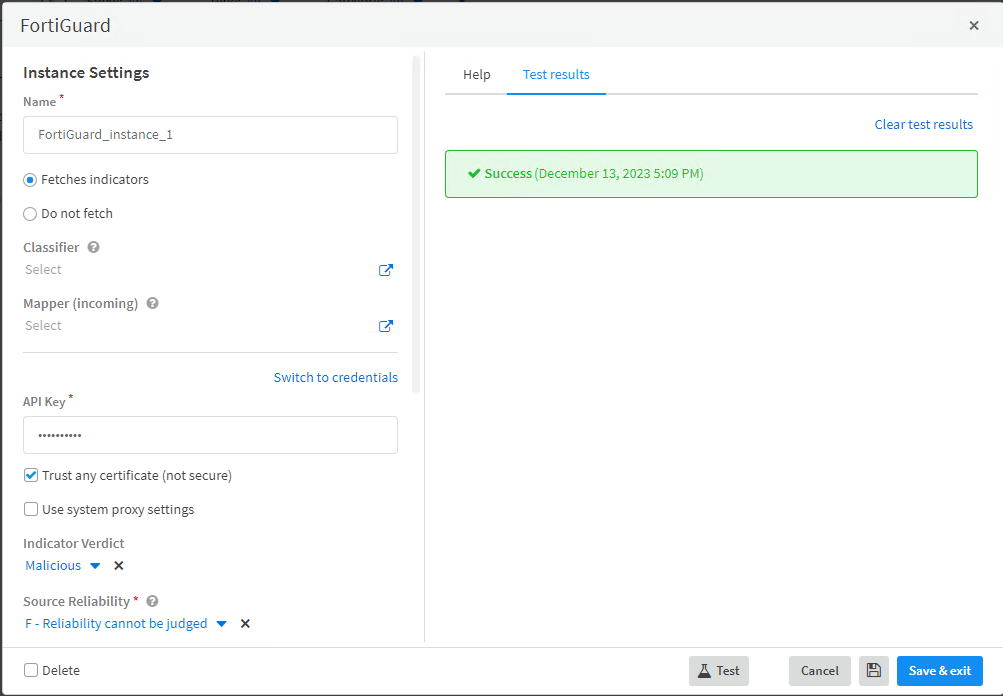 FortiGuard
Instance Settings
Name *
FortiGuard_instance_1
Fetches indicators
Do not fetch
Classifier
Select
Mapper (incoming)
Select
Switch to credentials
API Key *
••••••••••
Trust any certificate (not secure)
Use system proxy settings
Indicator Verdict
Malicious
Source Reliability *
F - Reliability cannot be judged
Help
Test results
Clear test results
Success (December 13, 2023 5:09 PM)
Delete
Test
Cancel
Save & exit